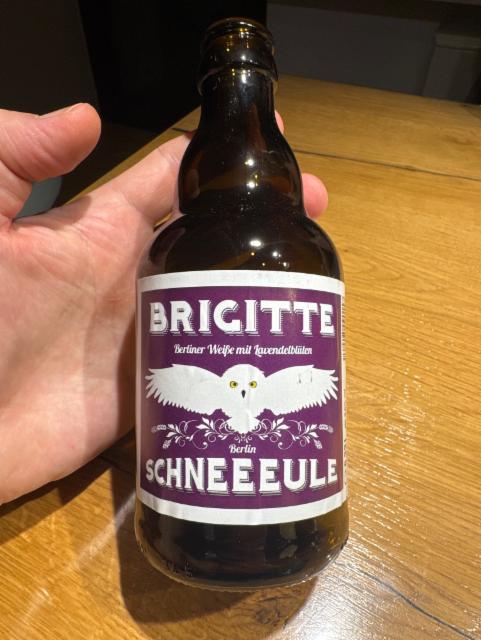 BRIGITTE
Berliner Weiße mit Lavendelblüten
Berlin
SCHNEEEULE